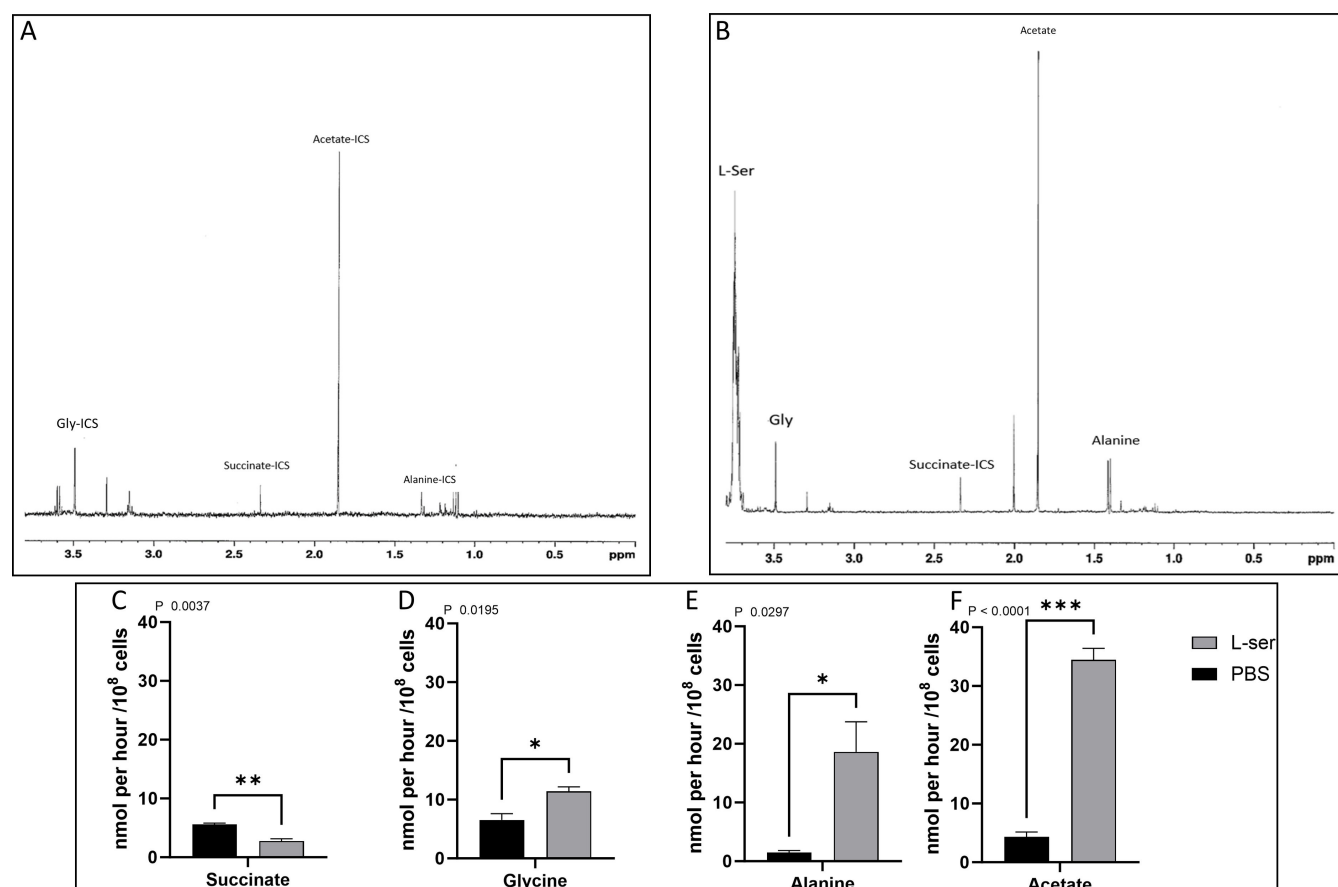 A
Acetate-ICS
Gly-ICS
Succinate-ICS
Alanine-ICS
3.5 3.0 2.5 2.0 1.5 1.0 0.5 ppm
B
Acetate
L-Ser
Gly
Succinate-ICS
Alanine
3.5 3.0 2.5 2.0 1.5 1.0 0.5 ppm
C
P 0.0037
nmol per hour /10⁸ cells
40
30
20
10
0
**
Succinate
D
P 0.0195
nmol per hour /10⁸ cells
40
30
20
10
0
*
Glycine
E
P 0.0297
nmol per hour /10⁸ cells
40
30
20
10
0
*
Alanine
F
P < 0.0001
***
nmol per hour /10⁸ cells
40
30
20
10
0
Acetate
L-ser
PBS